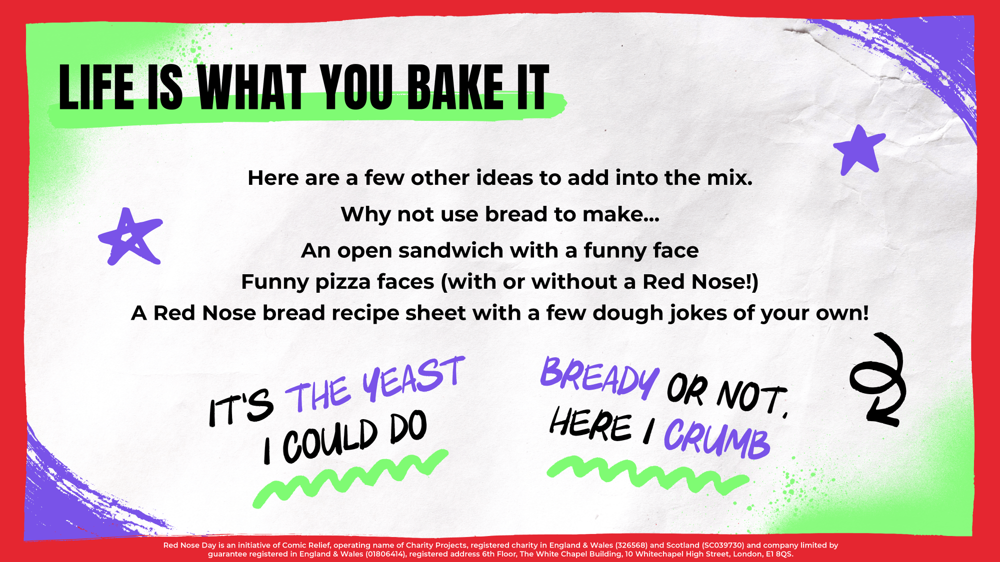 LIFE IS WHAT YOU BAKE IT
Here are a few other ideas to add into the mix.
Why not use bread to make...
An open sandwich with a funny face
Funny pizza faces (with or without a Red Nose!)
A Red Nose bread recipe sheet with a few dough jokes of your own!
IT'S THE YEAST
I COULD DO
BREADY OR NOT,
HERE I CRUMB
Red Nose Day is an initiative of Comic Relief, operating name of Charity Projects, registered charity in England & Wales (326568) and Scotland (SC039730) and company limited by
guarantee registered in England & Wales (01806414), registered address 6th Floor, The White Chapel Building, 10 Whitechapel High Street, London, E1 8QS.